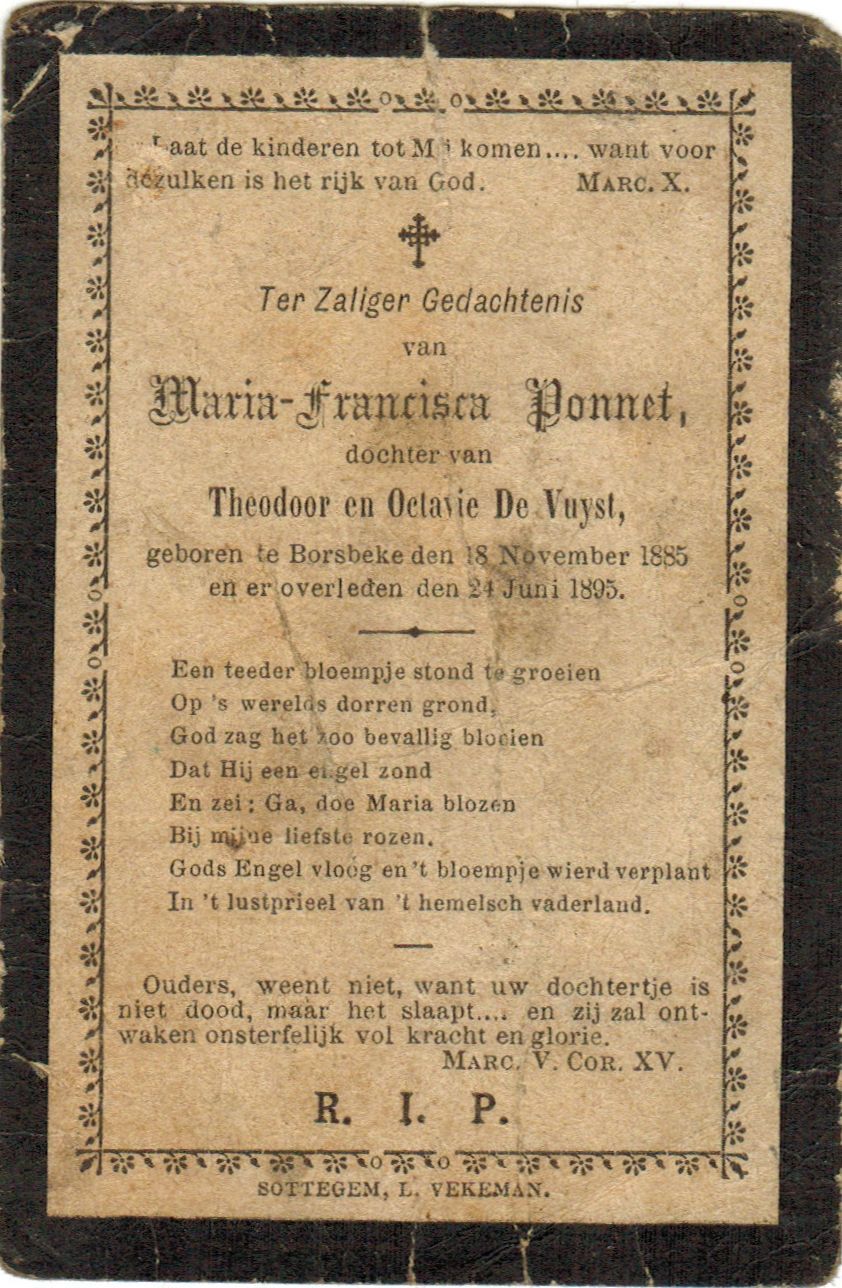 Laat de kinderen tot Mij komen.... want voor
dezulken is het rijk van God. MARC. X.
Ter Zaliger Gedachtenis
van
Maria-Francisca Ponnet,
dochter van
Theodoor en Octavie De Vuyst,
geboren te Borsbeke den 18 November 1885
en er overleden den 24 Juni 1895.
Een teeder bloempje stond te groeien
Op 's werelds dorren grond,
God zag het zoo bevallig bloeien
Dat Hij een engel zond
En zei : Ga, doe Maria blozen
Bij mijne liefste rozen.
Gods Engel vloog en 't bloempje wierd verplant
In 't lustprieel van 't hemelsch vaderland.
Ouders, weent niet, want uw dochtertje is
niet dood, maar het slaapt.... en zij zal ont-
waken onsterfelijk vol kracht en glorie.
MARC. V. COR. XV.
R. I. P.
SOTTEGEM, L. VEKEMAN.